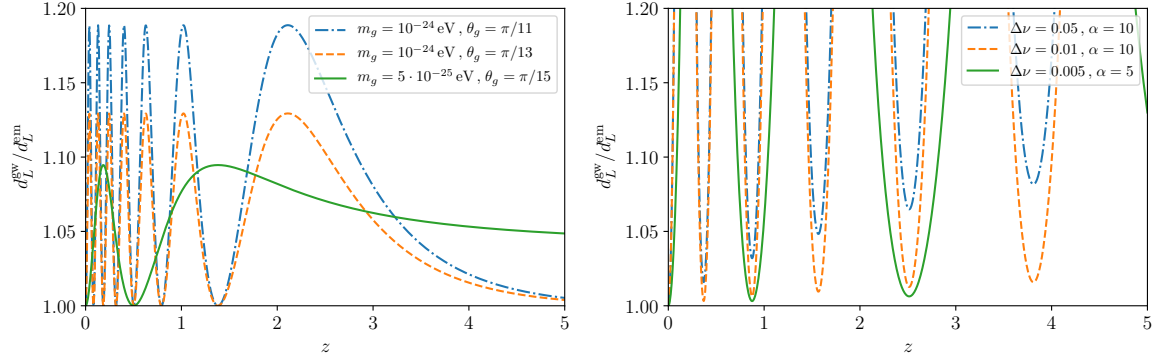 1.20
1.15
1.10
1.05
1.00
d_L^gw / d_L^em
0 1 2 3 4 5
z
m_g = 10^−24 eV , θ_g = π/11
m_g = 10^−24 eV , θ_g = π/13
m_g = 5 · 10^−25 eV , θ_g = π/15
1.20
1.15
1.10
1.05
1.00
d_L^gw / d_L^em
0 1 2 3 4 5
z
Δν = 0.05 , α = 10
Δν = 0.01 , α = 10
Δν = 0.005 , α = 5